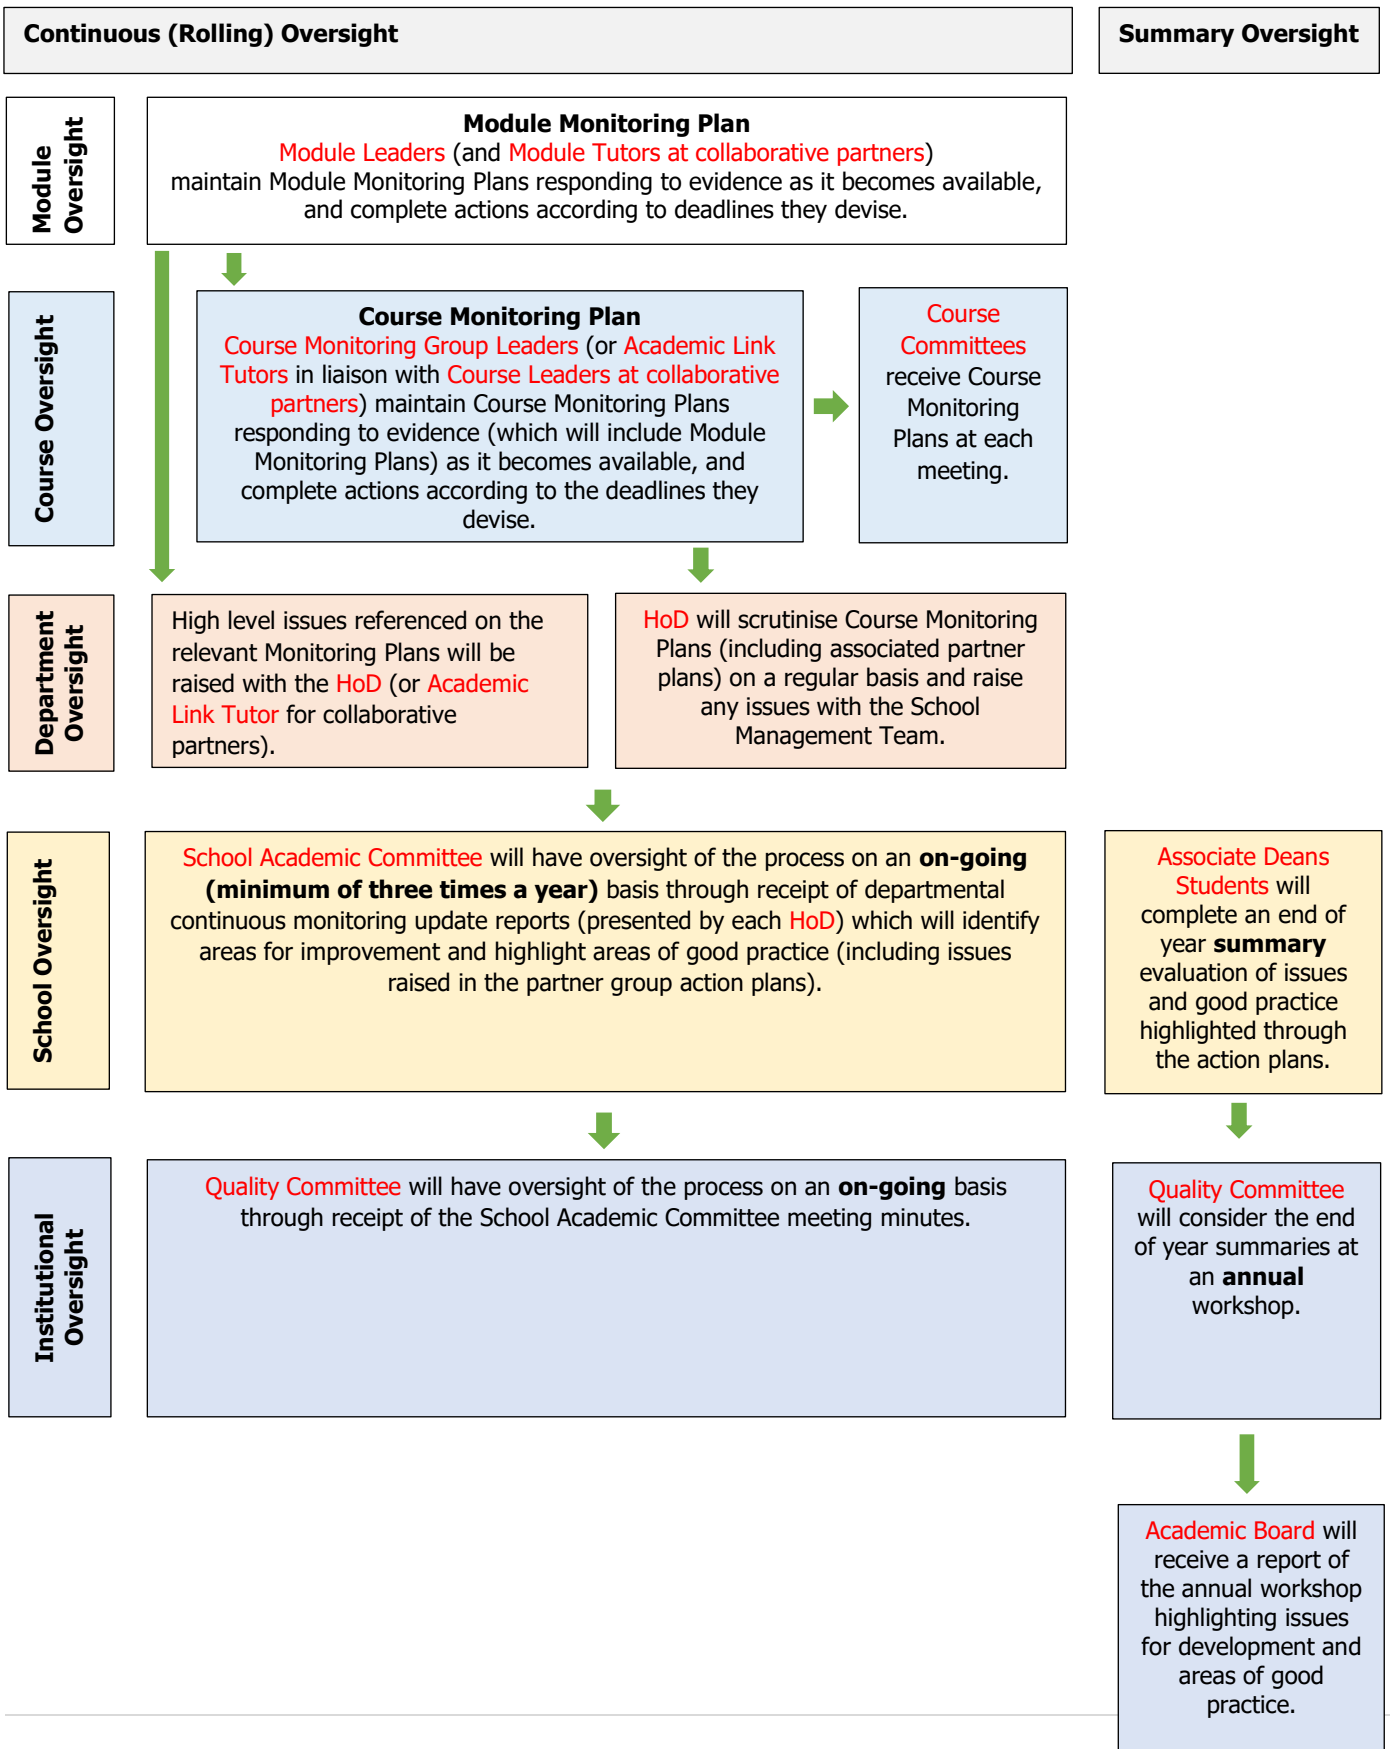 Continuous (Rolling) Oversight
Summary Oversight
Module
Oversight
Module Monitoring Plan
Module Leaders (and Module Tutors at collaborative partners)
maintain Module Monitoring Plans responding to evidence as it becomes available,
and complete actions according to deadlines they devise.
Course Oversight
Course Monitoring Plan
Course Monitoring Group Leaders (or Academic Link
Tutors in liaison with Course Leaders at collaborative
partners) maintain Course Monitoring Plans
responding to evidence (which will include Module
Monitoring Plans) as it becomes available, and
complete actions according to the deadlines they
devise.
Course
Committees
receive Course
Monitoring
Plans at each
meeting.
Department
Oversight
High level issues referenced on the
relevant Monitoring Plans will be
raised with the HoD (or Academic
Link Tutor for collaborative
partners).
HoD will scrutinise Course Monitoring
Plans (including associated partner
plans) on a regular basis and raise
any issues with the School
Management Team.
School Oversight
School Academic Committee will have oversight of the process on an on-going
(minimum of three times a year) basis through receipt of departmental
continuous monitoring update reports (presented by each HoD) which will identify
areas for improvement and highlight areas of good practice (including issues
raised in the partner group action plans).
Associate Deans
Students will
complete an end of
year summary
evaluation of issues
and good practice
highlighted through
the action plans.
Institutional
Oversight
Quality Committee will have oversight of the process on an on-going basis
through receipt of the School Academic Committee meeting minutes.
Quality Committee
will consider the end
of year summaries at
an annual
workshop.
Academic Board will
receive a report of
the annual workshop
highlighting issues
for development and
areas of good
practice.